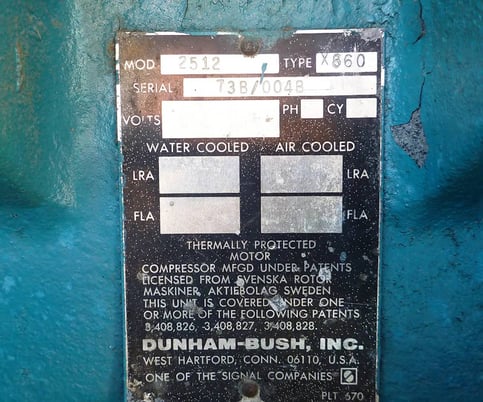 MOD. 2512 TYPE X860
SERIAL 73B/004B
VOLTS PH CY
WATER COOLED AIR COOLED
LRA LRA
FLA FLA
THERMALLY PROTECTED
MOTOR
COMPRESSOR MFGD UNDER PATENTS
LICENSED FROM SVENSKA ROTOR
MASKINER, AKTIEBOLAG SWEDEN.
THIS UNIT IS COVERED UNDER ONE
OR MORE OF THE FOLLOWING PATENTS
3,408,826, -3,408,827, 3,408,828.
DUNHAM-BUSH, INC.
WEST HARTFORD, CONN. 06110, U.S.A.
ONE OF THE SIGNAL COMPANIES S
PLT 670